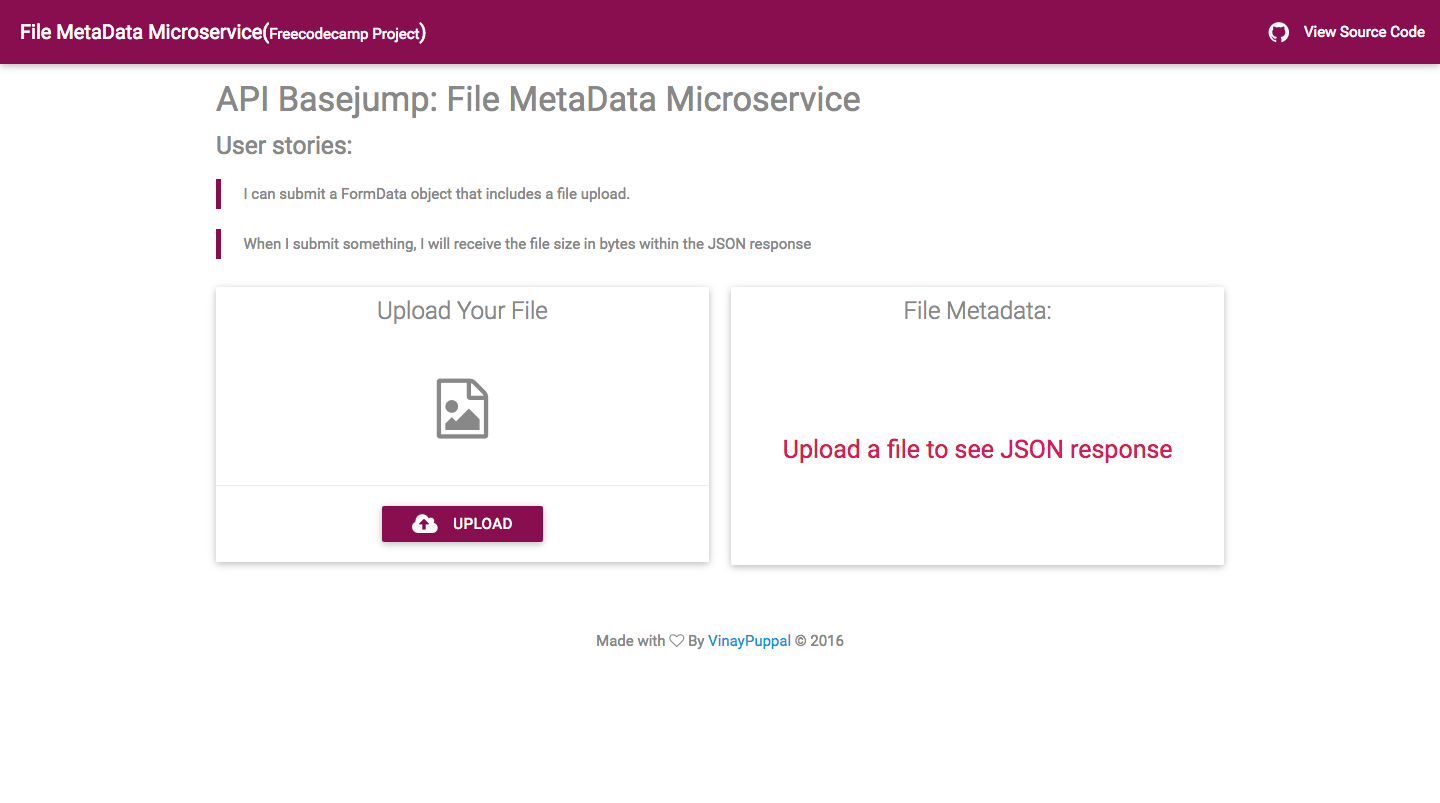 File MetaData Microservice(Freecodecamp Project)
View Source Code
API Basejump: File MetaData Microservice
User stories:
I can submit a FormData object that includes a file upload.
When I submit something, I will receive the file size in bytes within the JSON response
Upload Your File
UPLOAD
File Metadata:
Upload a file to see JSON response
Made with ♡ By VinayPuppal © 2016